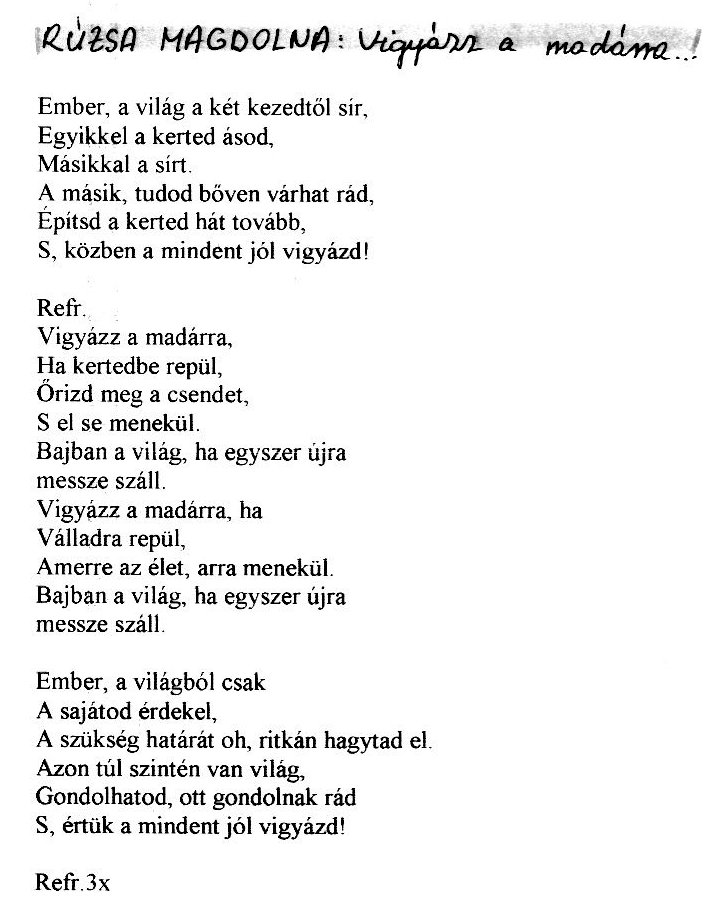 RÚZSA MAGDOLNA: Vigyázz a madárra...!
Ember, a világ a két kezedtől sír,
Egyikkel a kerted ásod,
Másikkal a sírt.
A másik, tudod bőven várhat rád,
Építsd a kerted hát tovább,
S, közben a mindent jól vigyázd!
Refr.
Vigyázz a madárra,
Ha kertedbe repül,
Őrizd meg a csendet,
S el se menekül.
Bajban a világ, ha egyszer újra
messze száll.
Vigyázz a madárra, ha
Válladra repül,
Amerre az élet, arra menekül.
Bajban a világ, ha egyszer újra
messze száll.
Ember, a világból csak
A sajátod érdekel,
A szükség határát oh, ritkán hagytad el.
Azon túl szintén van világ,
Gondolhatod, ott gondolnak rád
S, értük a mindent jól vigyázd!
Refr.3x